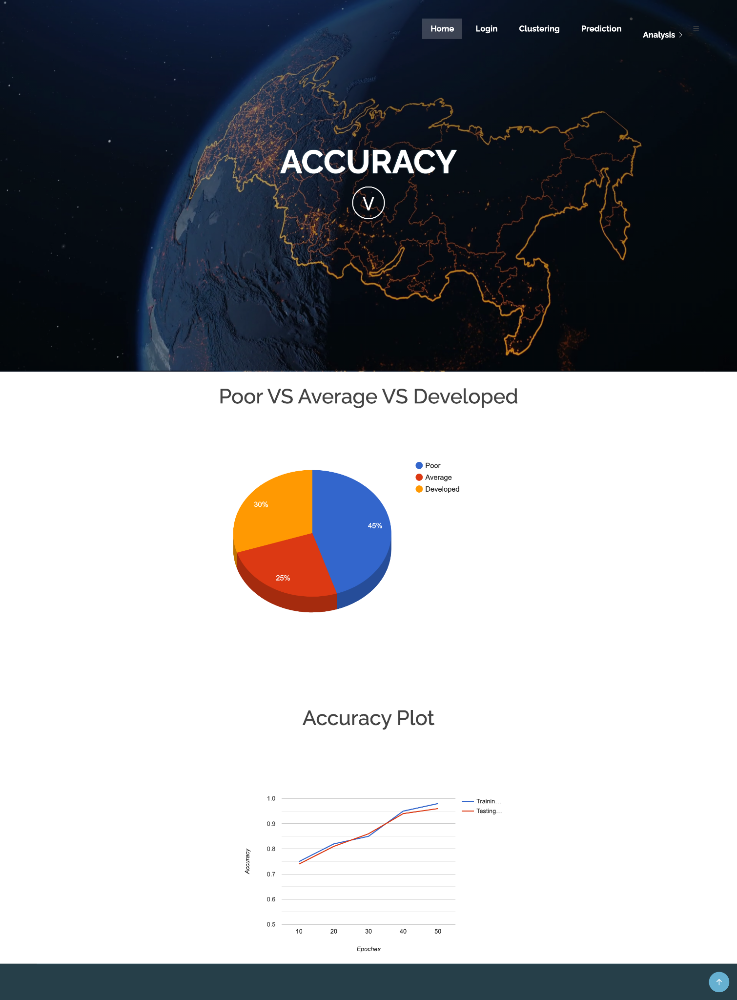 Home Login Clustering Prediction Analysis
ACCURACY
V
Poor VS Average VS Developed
Poor
Average
Developed
30%
45%
25%
Accuracy Plot
1.0
0.9
0.8
0.7
0.6
0.5
Accuracy
Trainin...
Testing...
10 20 30 40 50
Epoches